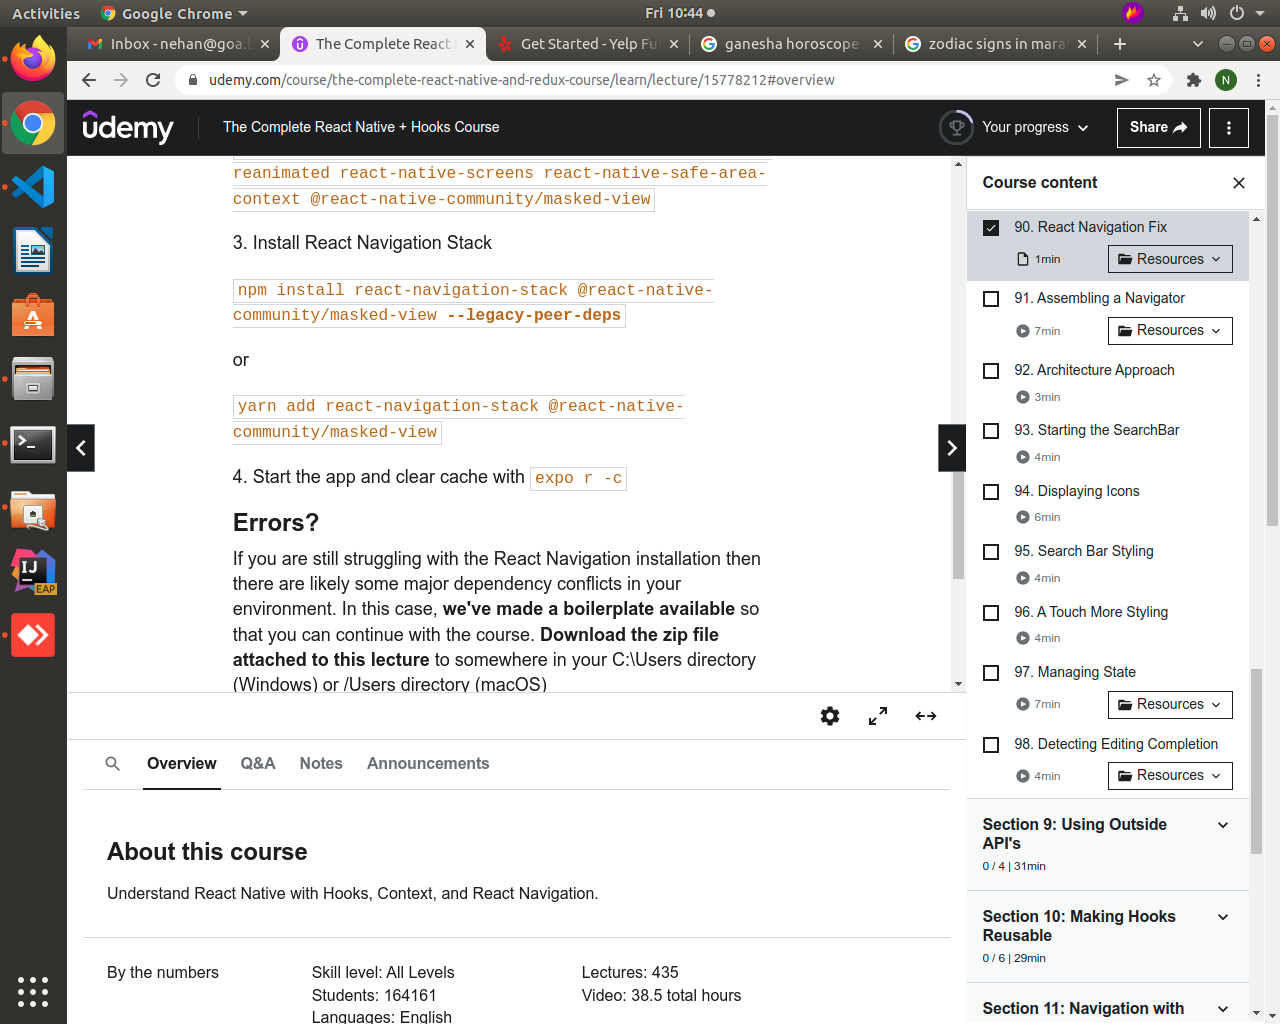 Activities
Google Chrome
Fri 10:44
Inbox - nehan@goa.
The Complete React
Get Started - Yelp Fu
ganesha horoscope
zodiac signs in mara
udemy.com/course/the-complete-react-native-and-redux-course/learn/lecture/15778212#overview
N
udemy
The Complete React Native + Hooks Course
Your progress
Share
reanimated react-native-screens react-native-safe-area-
context @react-native-community/masked-view
3. Install React Navigation Stack
npm install react-navigation-stack @react-native-
community/masked-view --legacy-peer-deps
or
yarn add react-navigation-stack @react-native-
community/masked-view
4. Start the app and clear cache with expo r -c
Errors?
If you are still struggling with the React Navigation installation then
there are likely some major dependency conflicts in your
environment. In this case, we've made a boilerplate available so
that you can continue with the course. Download the zip file
attached to this lecture to somewhere in your C:\Users directory
(Windows) or /Users directory (macOS)
Overview
Q&A
Notes
Announcements
About this course
Understand React Native with Hooks, Context, and React Navigation.
By the numbers
Skill level: All Levels
Students: 164161
Languages: English
Lectures: 435
Video: 38.5 total hours
Course content
90. React Navigation Fix
1min
Resources
91. Assembling a Navigator
7min
Resources
92. Architecture Approach
3min
93. Starting the SearchBar
4min
94. Displaying Icons
6min
95. Search Bar Styling
4min
96. A Touch More Styling
4min
97. Managing State
7min
Resources
98. Detecting Editing Completion
4min
Resources
Section 9: Using Outside
API's
0 / 4 | 31min
Section 10: Making Hooks
Reusable
0 / 6 | 29min
Section 11: Navigation with
IJ
EAP